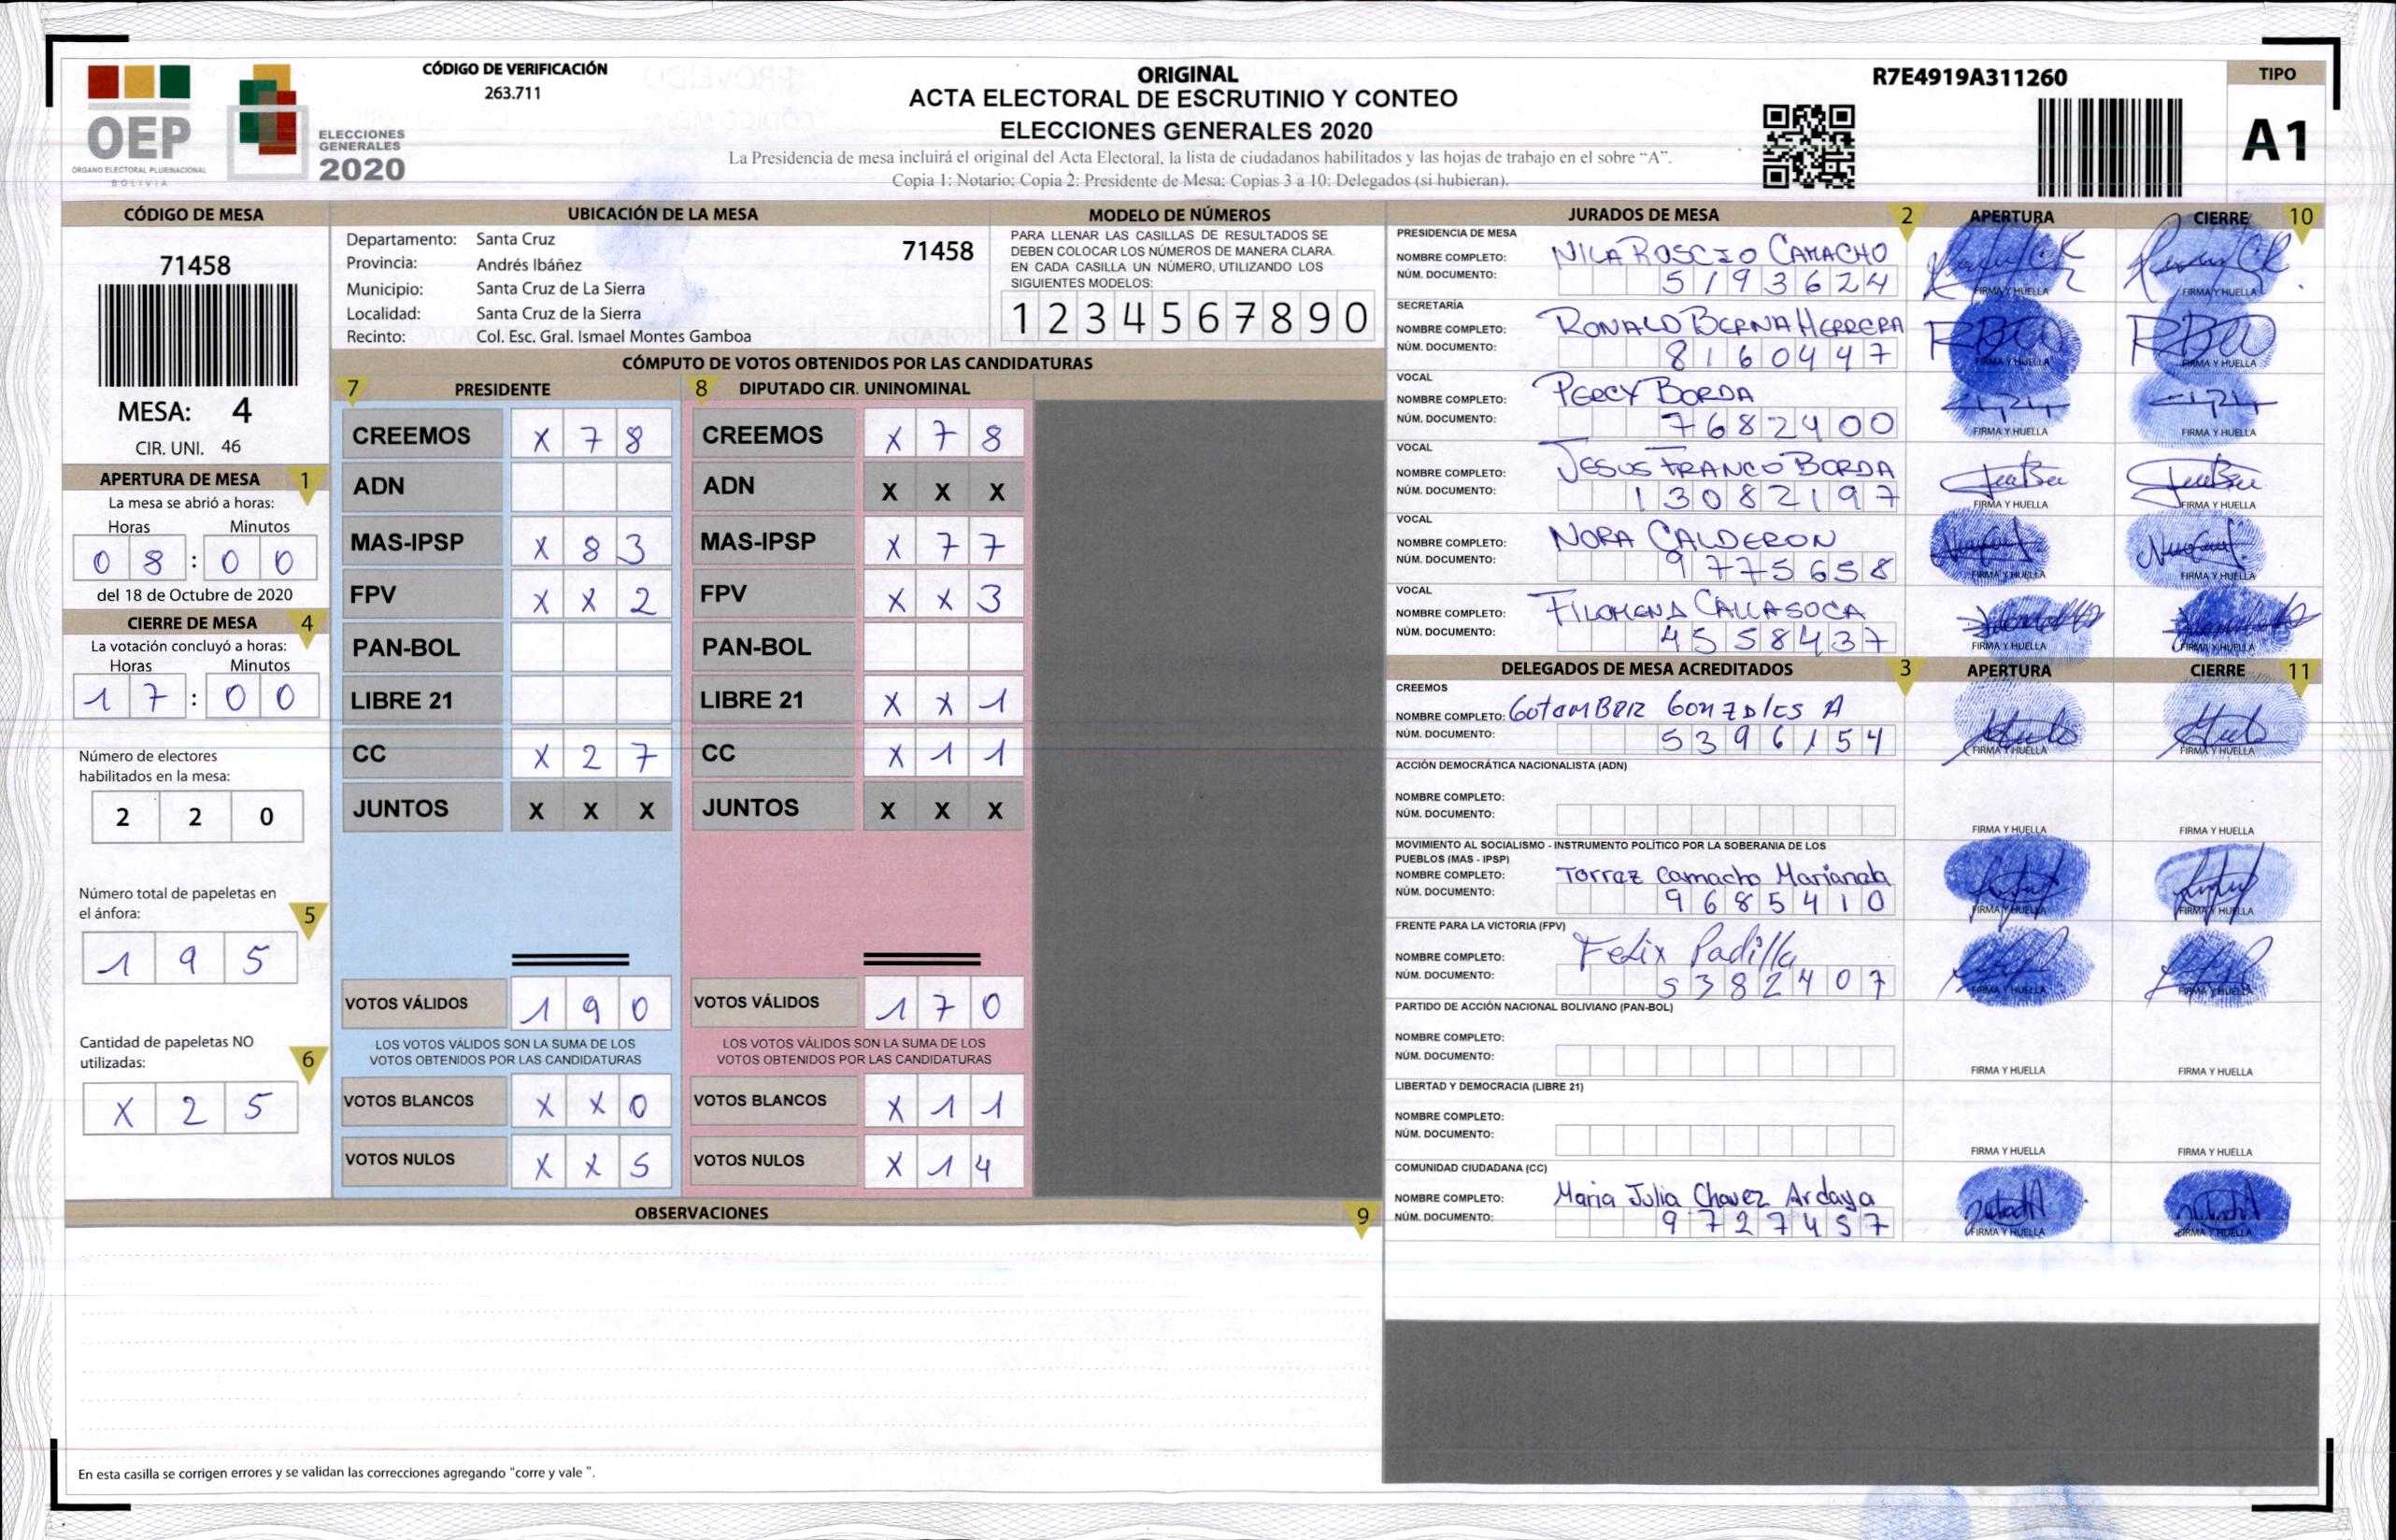 OEP
ÓRGANO ELECTORAL PLURINACIONAL
BOLIVIA
ELECCIONES
GENERALES
2020
CÓDIGO DE VERIFICACIÓN
263.711
ORIGINAL
ACTA ELECTORAL DE ESCRUTINIO Y CONTEO
ELECCIONES GENERALES 2020
La Presidencia de mesa incluirá el original del Acta Electoral, la lista de ciudadanos habilitados y las hojas de trabajo en el sobre "A".
Copia 1: Notario; Copia 2: Presidente de Mesa; Copias 3 a 10: Delegados (si hubieran).
R7E4919A311260
TIPO
A1
CÓDIGO DE MESA
71458
MESA: 4
CIR. UNI. 46
APERTURA DE MESA 1
La mesa se abrió a horas:
Horas Minutos
0 8 : 0 0
del 18 de Octubre de 2020
CIERRE DE MESA 4
La votación concluyó a horas:
Horas Minutos
1 7 : 0 0
Número de electores
habilitados en la mesa:
2 2 0
Número total de papeletas en
el ánfora: 5
1 9 5
Cantidad de papeletas NO
utilizadas: 6
X 2 5
UBICACIÓN DE LA MESA
Departamento: Santa Cruz 71458
Provincia: Andrés Ibáñez
Municipio: Santa Cruz de La Sierra
Localidad: Santa Cruz de la Sierra
Recinto: Col. Esc. Gral. Ismael Montes Gamboa
MODELO DE NÚMEROS
PARA LLENAR LAS CASILLAS DE RESULTADOS SE
DEBEN COLOCAR LOS NÚMEROS DE MANERA CLARA.
EN CADA CASILLA UN NÚMERO, UTILIZANDO LOS
SIGUIENTES MODELOS:
1 2 3 4 5 6 7 8 9 0
CÓMPUTO DE VOTOS OBTENIDOS POR LAS CANDIDATURAS
7 PRESIDENTE
CREEMOS X 7 8
ADN
MAS-IPSP X 8 3
FPV X X 2
PAN-BOL
LIBRE 21
CC X 2 7
JUNTOS X X X
VOTOS VÁLIDOS 1 9 0
LOS VOTOS VÁLIDOS SON LA SUMA DE LOS
VOTOS OBTENIDOS POR LAS CANDIDATURAS
VOTOS BLANCOS X X 0
VOTOS NULOS X X 5
8 DIPUTADO CIR. UNINOMINAL
CREEMOS X 7 8
ADN X X X
MAS-IPSP X 7 7
FPV X X 3
PAN-BOL
LIBRE 21 X X 1
CC X 1 1
JUNTOS X X X
VOTOS VÁLIDOS 1 7 0
LOS VOTOS VÁLIDOS SON LA SUMA DE LOS
VOTOS OBTENIDOS POR LAS CANDIDATURAS
VOTOS BLANCOS X 1 1
VOTOS NULOS X 1 4
OBSERVACIONES 9
En esta casilla se corrigen errores y se validan las correcciones agregando "corre y vale ".
JURADOS DE MESA 2 APERTURA CIERRE 10
PRESIDENCIA DE MESA
NOMBRE COMPLETO: NILA ROSCIO CAMACHO
NÚM. DOCUMENTO: 5193624
FIRMA Y HUELLA FIRMA Y HUELLA
SECRETARÍA
NOMBRE COMPLETO: RONALD BERNA HERRERA
NÚM. DOCUMENTO: 8160447
FIRMA Y HUELLA FIRMA Y HUELLA
VOCAL
NOMBRE COMPLETO: PERCY BORDA
NÚM. DOCUMENTO: 7682400
FIRMA Y HUELLA FIRMA Y HUELLA
VOCAL
NOMBRE COMPLETO: JESUS FRANCO BORDA
NÚM. DOCUMENTO: 13082197
FIRMA Y HUELLA FIRMA Y HUELLA
VOCAL
NOMBRE COMPLETO: NORA CALDERON
NÚM. DOCUMENTO: 9775658
FIRMA Y HUELLA FIRMA Y HUELLA
VOCAL
NOMBRE COMPLETO: FILOMENA CALLASOCA
NÚM. DOCUMENTO: 4558437
FIRMA Y HUELLA FIRMA Y HUELLA
DELEGADOS DE MESA ACREDITADOS 3 APERTURA CIERRE 11
CREEMOS
NOMBRE COMPLETO: GotamBER Gonzales A
NÚM. DOCUMENTO: 5396154
FIRMA Y HUELLA FIRMA Y HUELLA
ACCIÓN DEMOCRÁTICA NACIONALISTA (ADN)
NOMBRE COMPLETO:
NÚM. DOCUMENTO:
FIRMA Y HUELLA FIRMA Y HUELLA
MOVIMIENTO AL SOCIALISMO - INSTRUMENTO POLÍTICO POR LA SOBERANIA DE LOS
PUEBLOS (MAS - IPSP)
NOMBRE COMPLETO: Torrez Camacho Marianela
NÚM. DOCUMENTO: 9685410
FIRMA Y HUELLA FIRMA Y HUELLA
FRENTE PARA LA VICTORIA (FPV)
NOMBRE COMPLETO: Felix Padilla
NÚM. DOCUMENTO: 5382407
FIRMA Y HUELLA FIRMA Y HUELLA
PARTIDO DE ACCIÓN NACIONAL BOLIVIANO (PAN-BOL)
NOMBRE COMPLETO:
NÚM. DOCUMENTO:
FIRMA Y HUELLA FIRMA Y HUELLA
LIBERTAD Y DEMOCRACIA (LIBRE 21)
NOMBRE COMPLETO:
NÚM. DOCUMENTO:
FIRMA Y HUELLA FIRMA Y HUELLA
COMUNIDAD CIUDADANA (CC)
NOMBRE COMPLETO: Maria Julia Chavez Ardaya
NÚM. DOCUMENTO: 9727457
FIRMA Y HUELLA FIRMA Y HUELLA